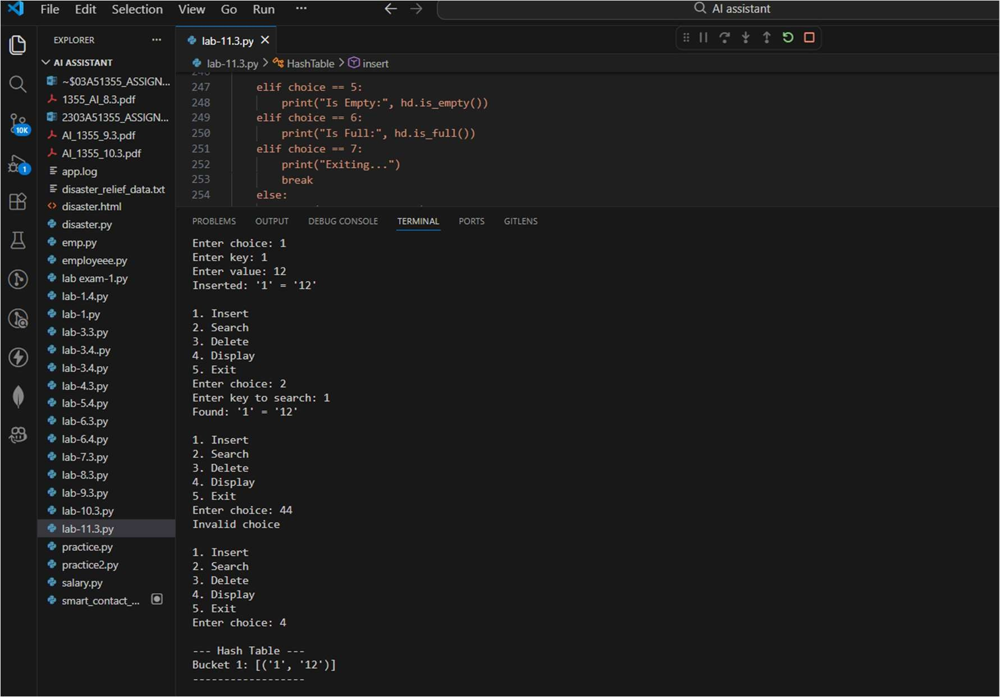 File Edit Selection View Go Run ...
AI assistant
EXPLORER ...
AI ASSISTANT
~$03A51355_ASSIGN...
1355_AI_8.3.pdf
2303A51355_ASSIGN...
AI_1355_9.3.pdf
AI_1355_10.3.pdf
app.log
disaster_relief_data.txt
disaster.html
disaster.py
emp.py
employeee.py
lab exam-1.py
lab-1.4.py
lab-1.py
lab-3.3.py
lab-3.4..py
lab-3.4.py
lab-4.3.py
lab-5.4.py
lab-6.3.py
lab-6.4.py
lab-7.3.py
lab-8.3.py
lab-9.3.py
lab-10.3.py
lab-11.3.py
practice.py
practice2.py
salary.py
smart_contact_...
10K
1
lab-11.3.py
lab-11.3.py > HashTable > insert
247 elif choice == 5:
248 print("Is Empty:", hd.is_empty())
249 elif choice == 6:
250 print("Is Full:", hd.is_full())
251 elif choice == 7:
252 print("Exiting...")
253 break
254 else:
PROBLEMS OUTPUT DEBUG CONSOLE TERMINAL PORTS GITLENS
Enter choice: 1
Enter key: 1
Enter value: 12
Inserted: '1' = '12'
1. Insert
2. Search
3. Delete
4. Display
5. Exit
Enter choice: 2
Enter key to search: 1
Found: '1' = '12'
1. Insert
2. Search
3. Delete
4. Display
5. Exit
Enter choice: 44
Invalid choice
1. Insert
2. Search
3. Delete
4. Display
5. Exit
Enter choice: 4
--- Hash Table ---
Bucket 1: [('1', '12')]
------------------